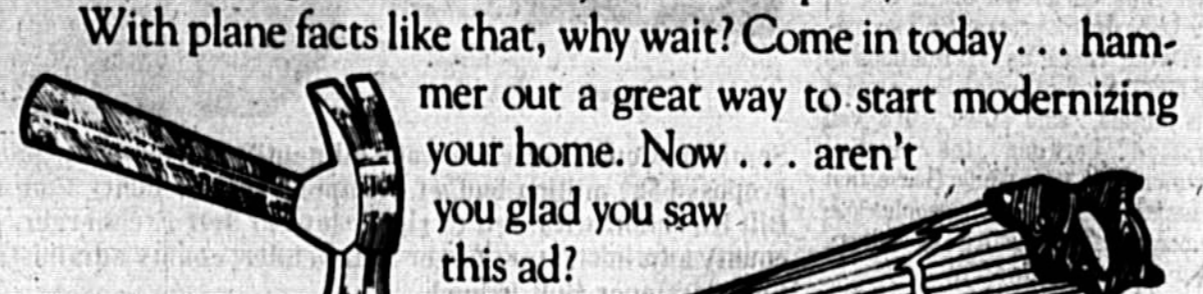 With plane facts like that, why wait? Come in today . . . ham-
mer out a great way to start modernizing
your home. Now . . . aren't
you glad you saw
this ad?